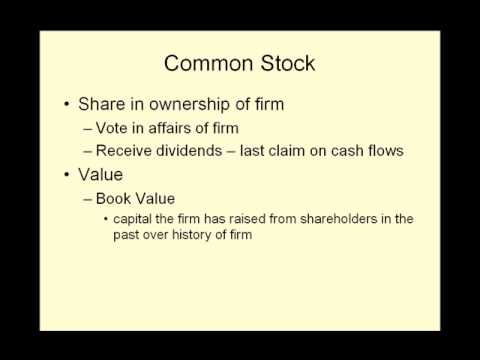 Common Stock
• Share in ownership of firm
– Vote in affairs of firm
– Receive dividends – last claim on cash flows
• Value
– Book Value
• capital the firm has raised from shareholders in the
past over history of firm